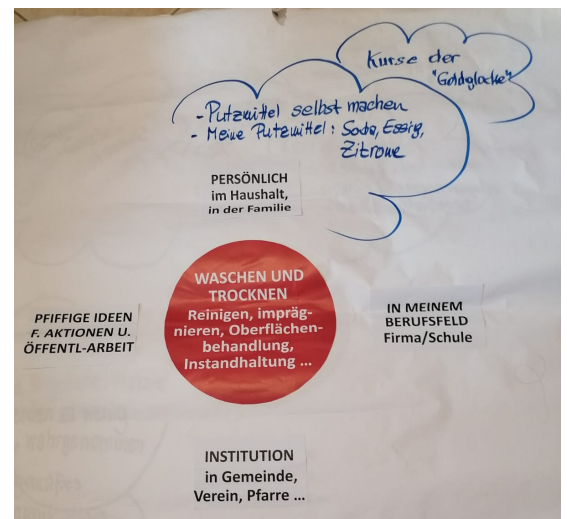 Kurse der
"Goldglocke"
- Putzmittel selbst machen
- Meine Putzmittel: Soda, Essig,
Zitrone
PERSÖNLICH
im Haushalt,
in der Familie
WASCHEN UND
TROCKNEN
Reinigen, impräg-
nieren, Oberflächen-
behandlung,
Instandhaltung ...
PFIFFIGE IDEEN
F. AKTIONEN U.
ÖFFENTL-ARBEIT
IN MEINEM
BERUFSFELD
Firma/Schule
INSTITUTION
in Gemeinde,
Verein, Pfarre ...